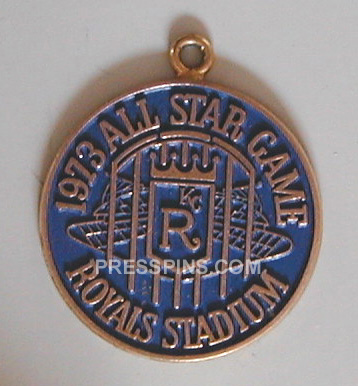 1973 ALL STAR GAME
KC
R
PRESSPINS.COM
ROYALS STADIUM